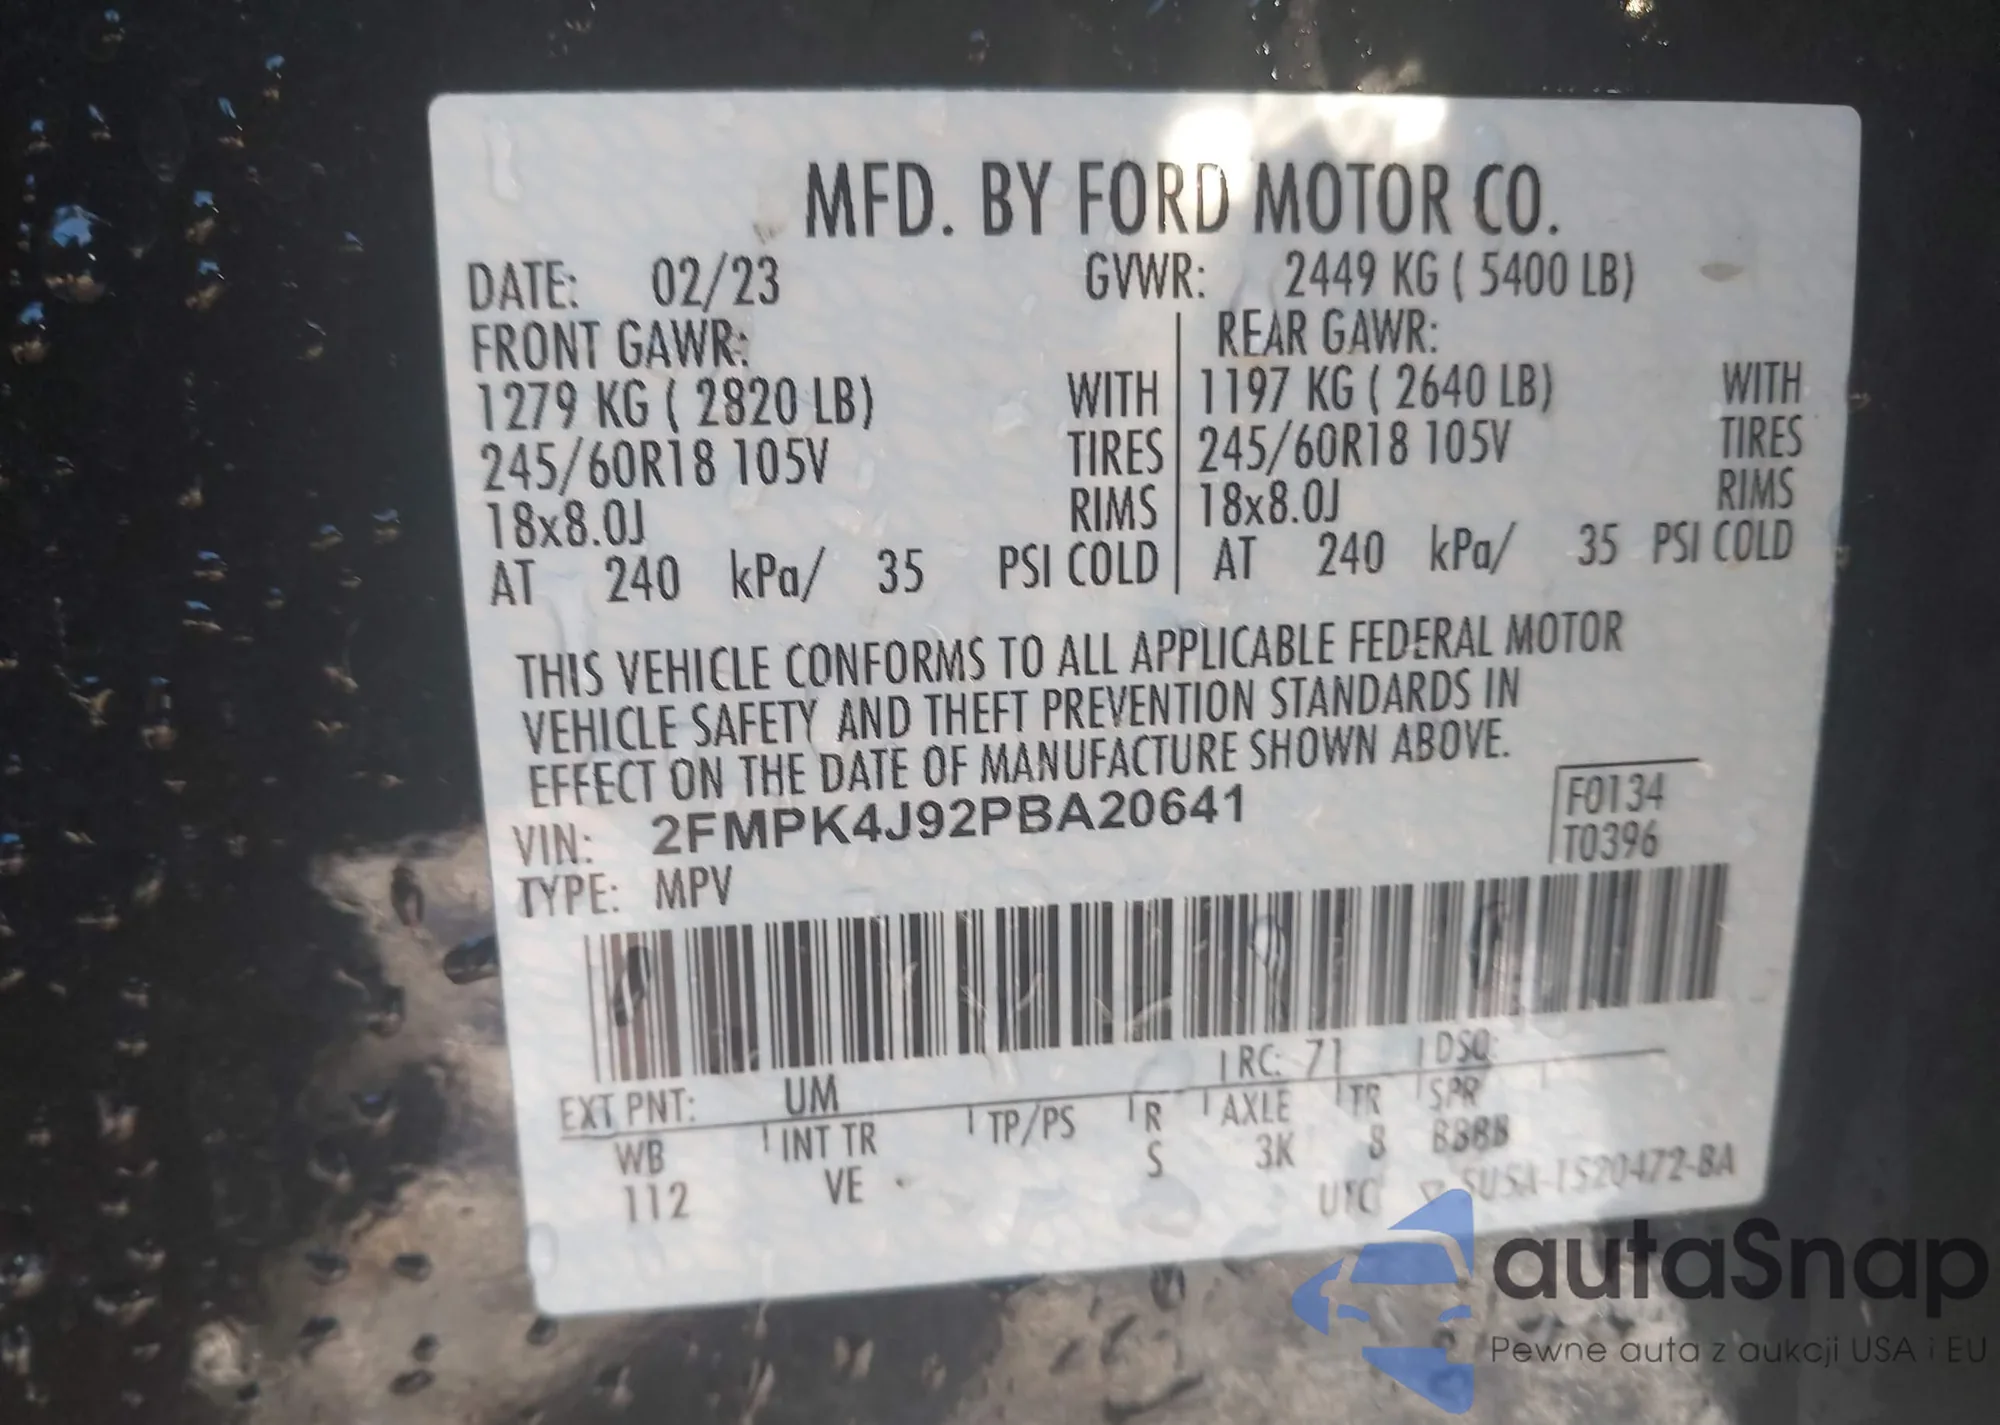 MFD. BY FORD MOTOR CO.
DATE: 02/23 GVWR: 2449 KG ( 5400 LB)
FRONT GAWR: REAR GAWR:
1279 KG ( 2820 LB) WITH 1197 KG ( 2640 LB) WITH
245/60R18 105V TIRES 245/60R18 105V TIRES
18x8.0J RIMS 18x8.0J RIMS
AT 240 kPa/ 35 PSI COLD AT 240 kPa/ 35 PSI COLD
THIS VEHICLE CONFORMS TO ALL APPLICABLE FEDERAL MOTOR
VEHICLE SAFETY AND THEFT PREVENTION STANDARDS IN
EFFECT ON THE DATE OF MANUFACTURE SHOWN ABOVE.
VIN: 2FMPK4J92PBA20641 F0134
TYPE: MPV T0396
EXT PNT: UM RC: 71 DSO:
WB INT TR TP/PS R AXLE TR SPR
112 VE S 3K 8 BBBB
UTC
autaSnap
Pewne auta z aukcji USA i EU